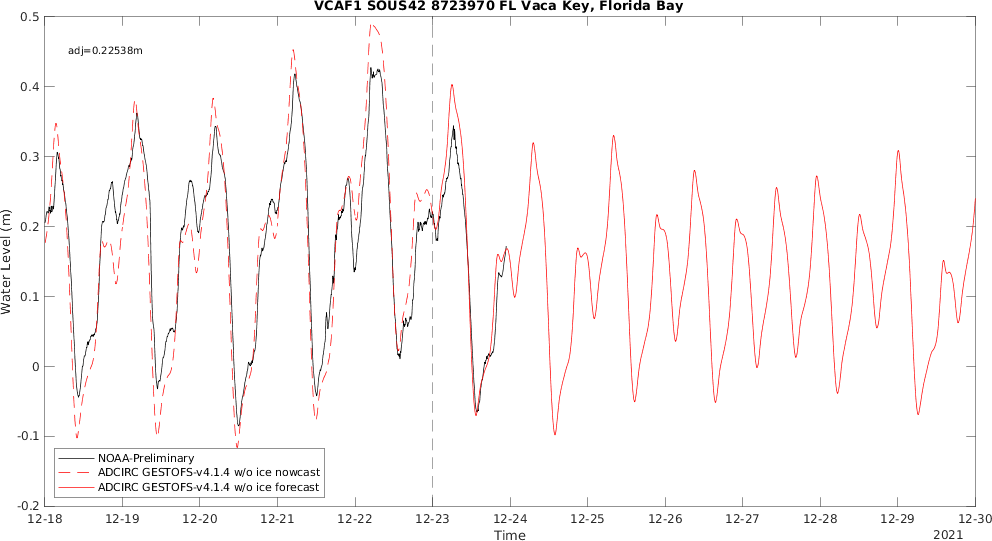 VCAF1 SOUS42 8723970 FL Vaca Key, Florida Bay
adj=0.22538m
0.5
0.4
0.3
0.2
0.1
0
-0.1
-0.2
Water Level (m)
NOAA-Preliminary
ADCIRC GESTOFS-v4.1.4 w/o ice nowcast
ADCIRC GESTOFS-v4.1.4 w/o ice forecast
12-18 12-19 12-20 12-21 12-22 12-23 12-24 12-25 12-26 12-27 12-28 12-29 12-30
Time
2021